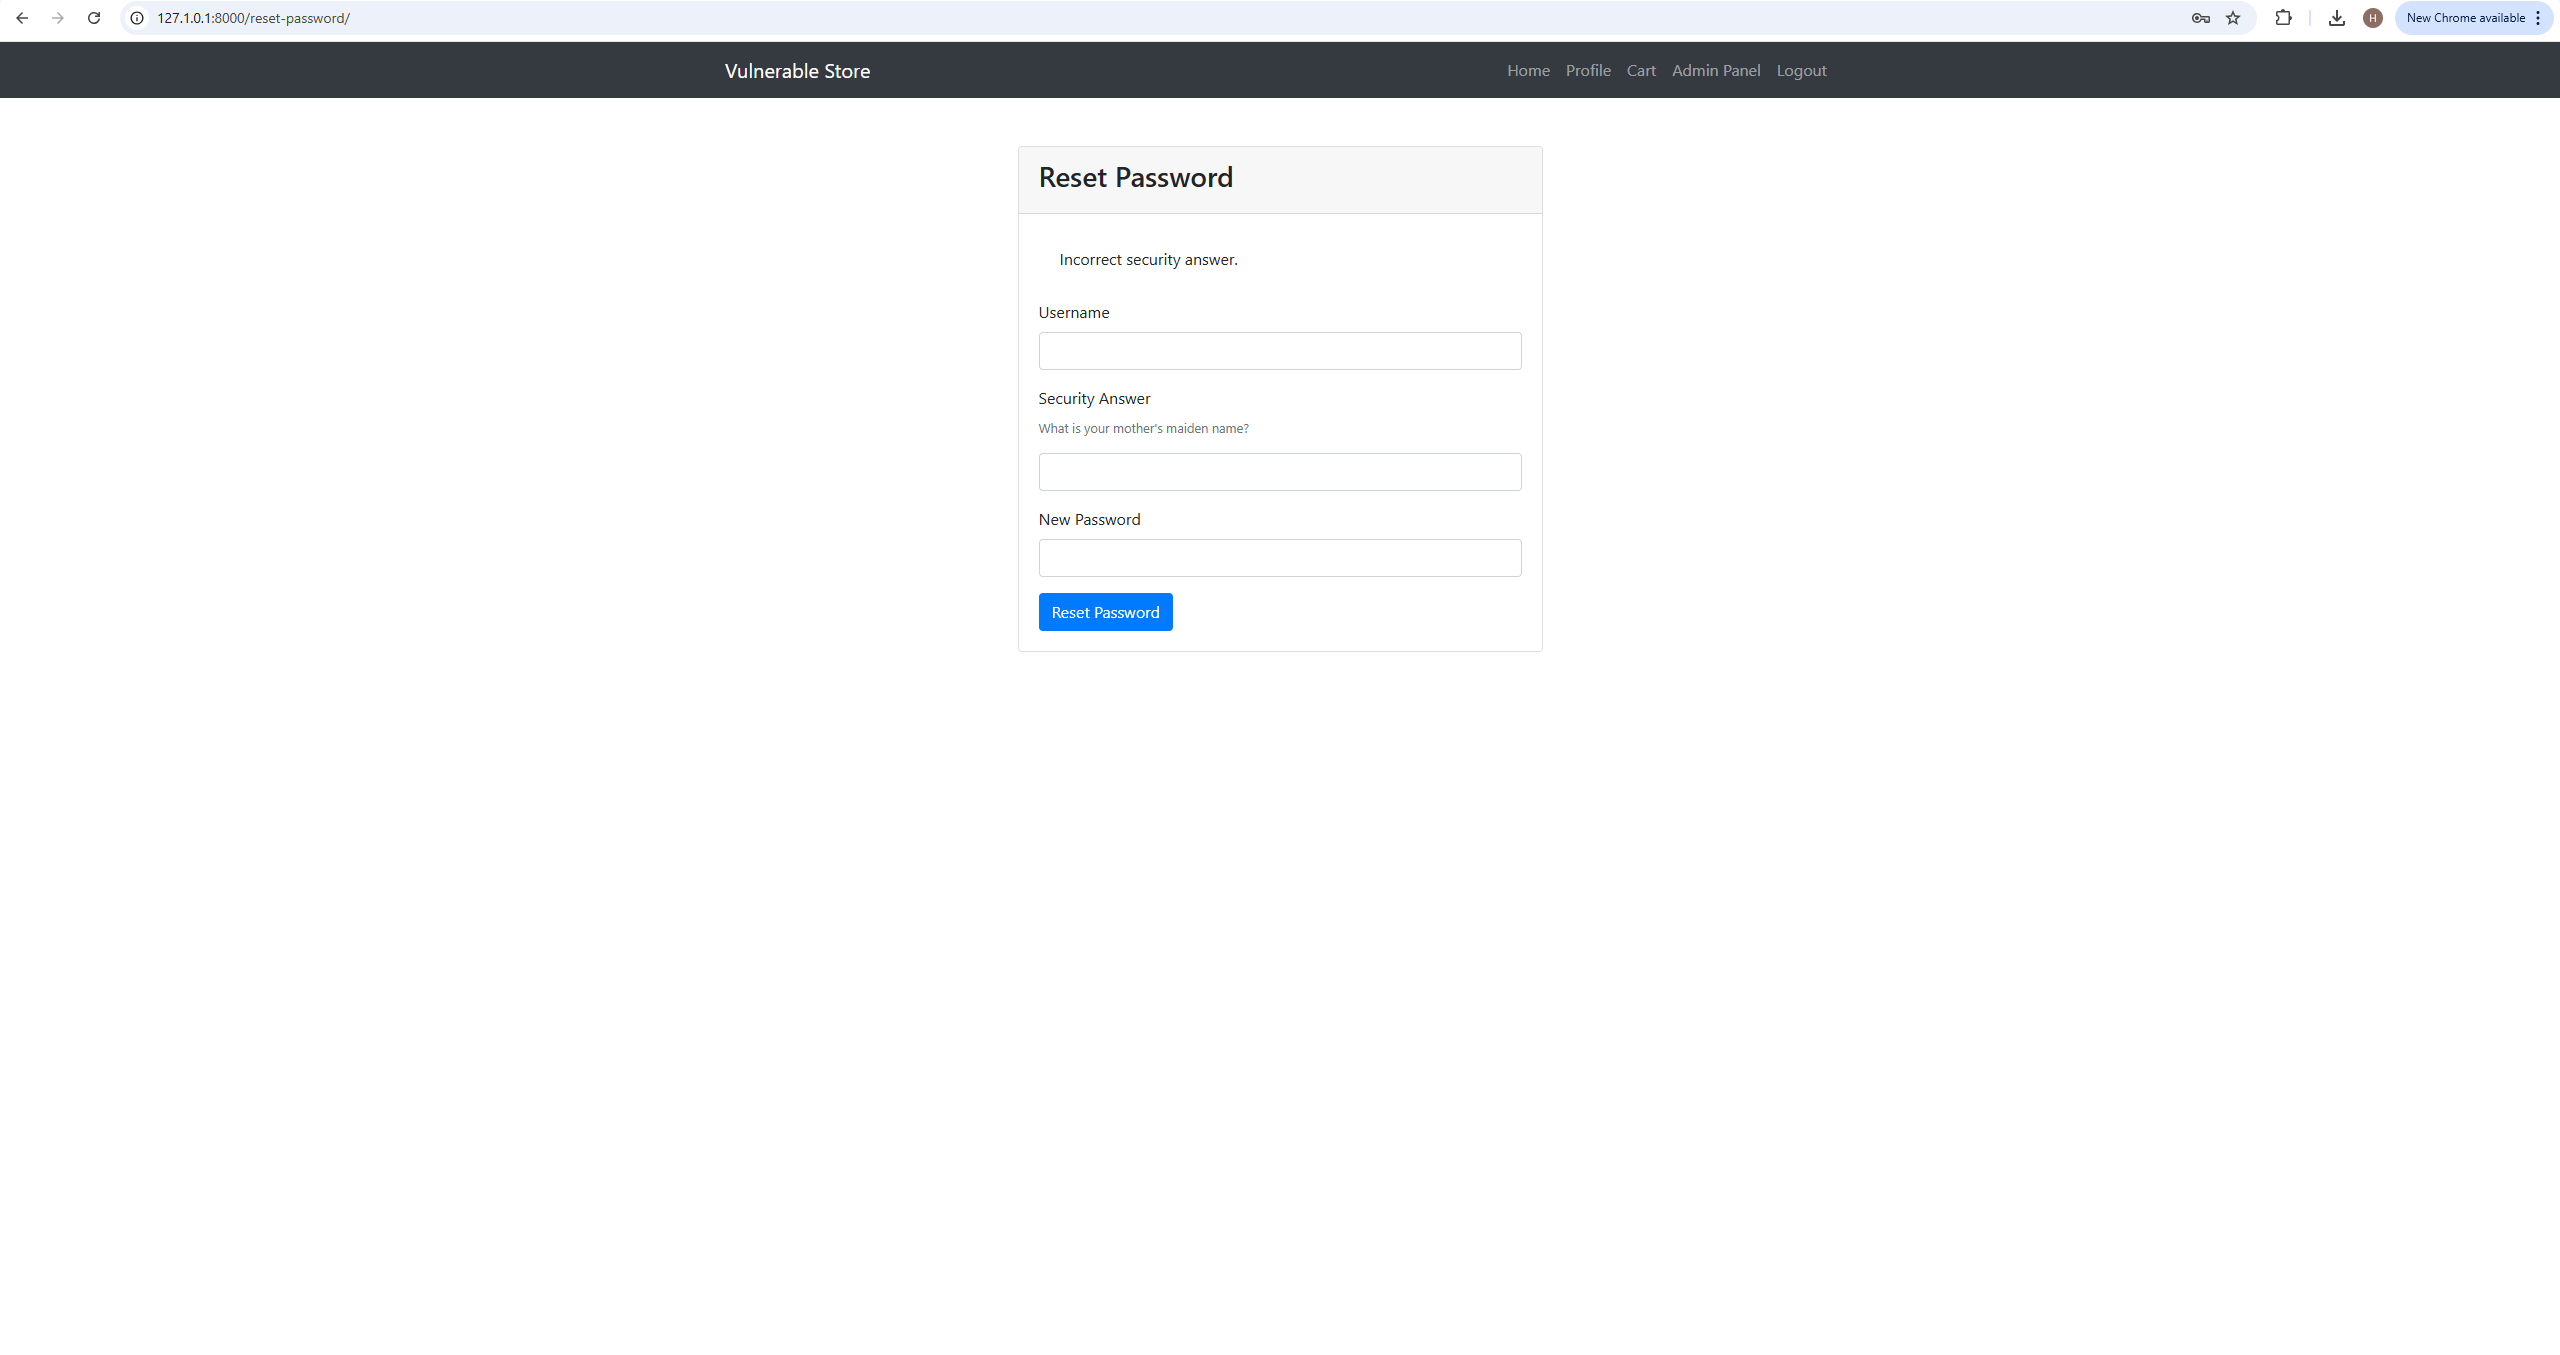 127.1.0.1:8000/reset-password/
H
New Chrome available
Vulnerable Store
Home Profile Cart Admin Panel Logout
Reset Password
Incorrect security answer.
Username
Security Answer
What is your mother's maiden name?
New Password
Reset Password